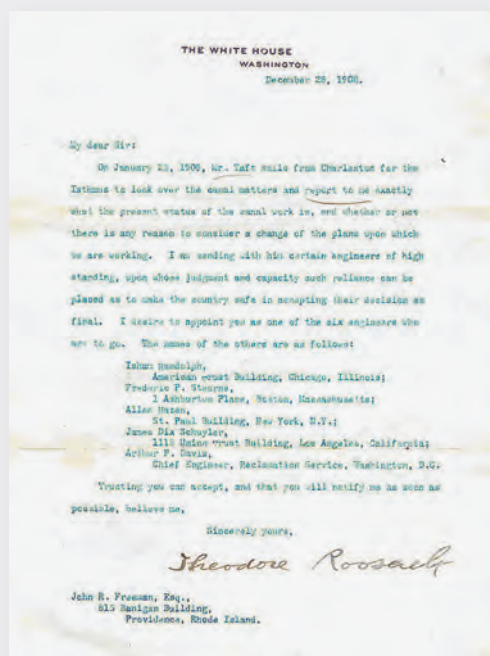 THE WHITE HOUSE
WASHINGTON
December 28, 1908.
My dear Sir:
On January 25, 1909, Mr. Taft sails from Charleston for the
Isthmus to look over the canal matters and report to me exactly
what the present status of the canal work is, and whether or not
there is any reason to consider a change of the plans upon which
we are working. I am sending with him certain engineers of high
standing, upon whose judgment and capacity such reliance can be
placed as to make the country safe in accepting their decision as
final. I desire to appoint you as one of the six engineers who
are to go. The names of the others are as follows:
Isham Randolph,
American Trust Building, Chicago, Illinois;
Frederic P. Stearns,
1 Ashburton Place, Boston, Massachusetts;
Allen Hazen,
St. Paul Building, New York, N.Y.;
James Dix Schuyler,
Union Trust Building, Los Angeles, California;
Arthur P. Davis,
Chief Engineer, Reclamation Service, Washington, D.C.
Trusting you can accept, and that you will notify me as soon as
possible, believe me,
Sincerely yours,
Theodore Roosevelt
John R. Freeman, Esq.,
815 Banigan Building,
Providence, Rhode Island.